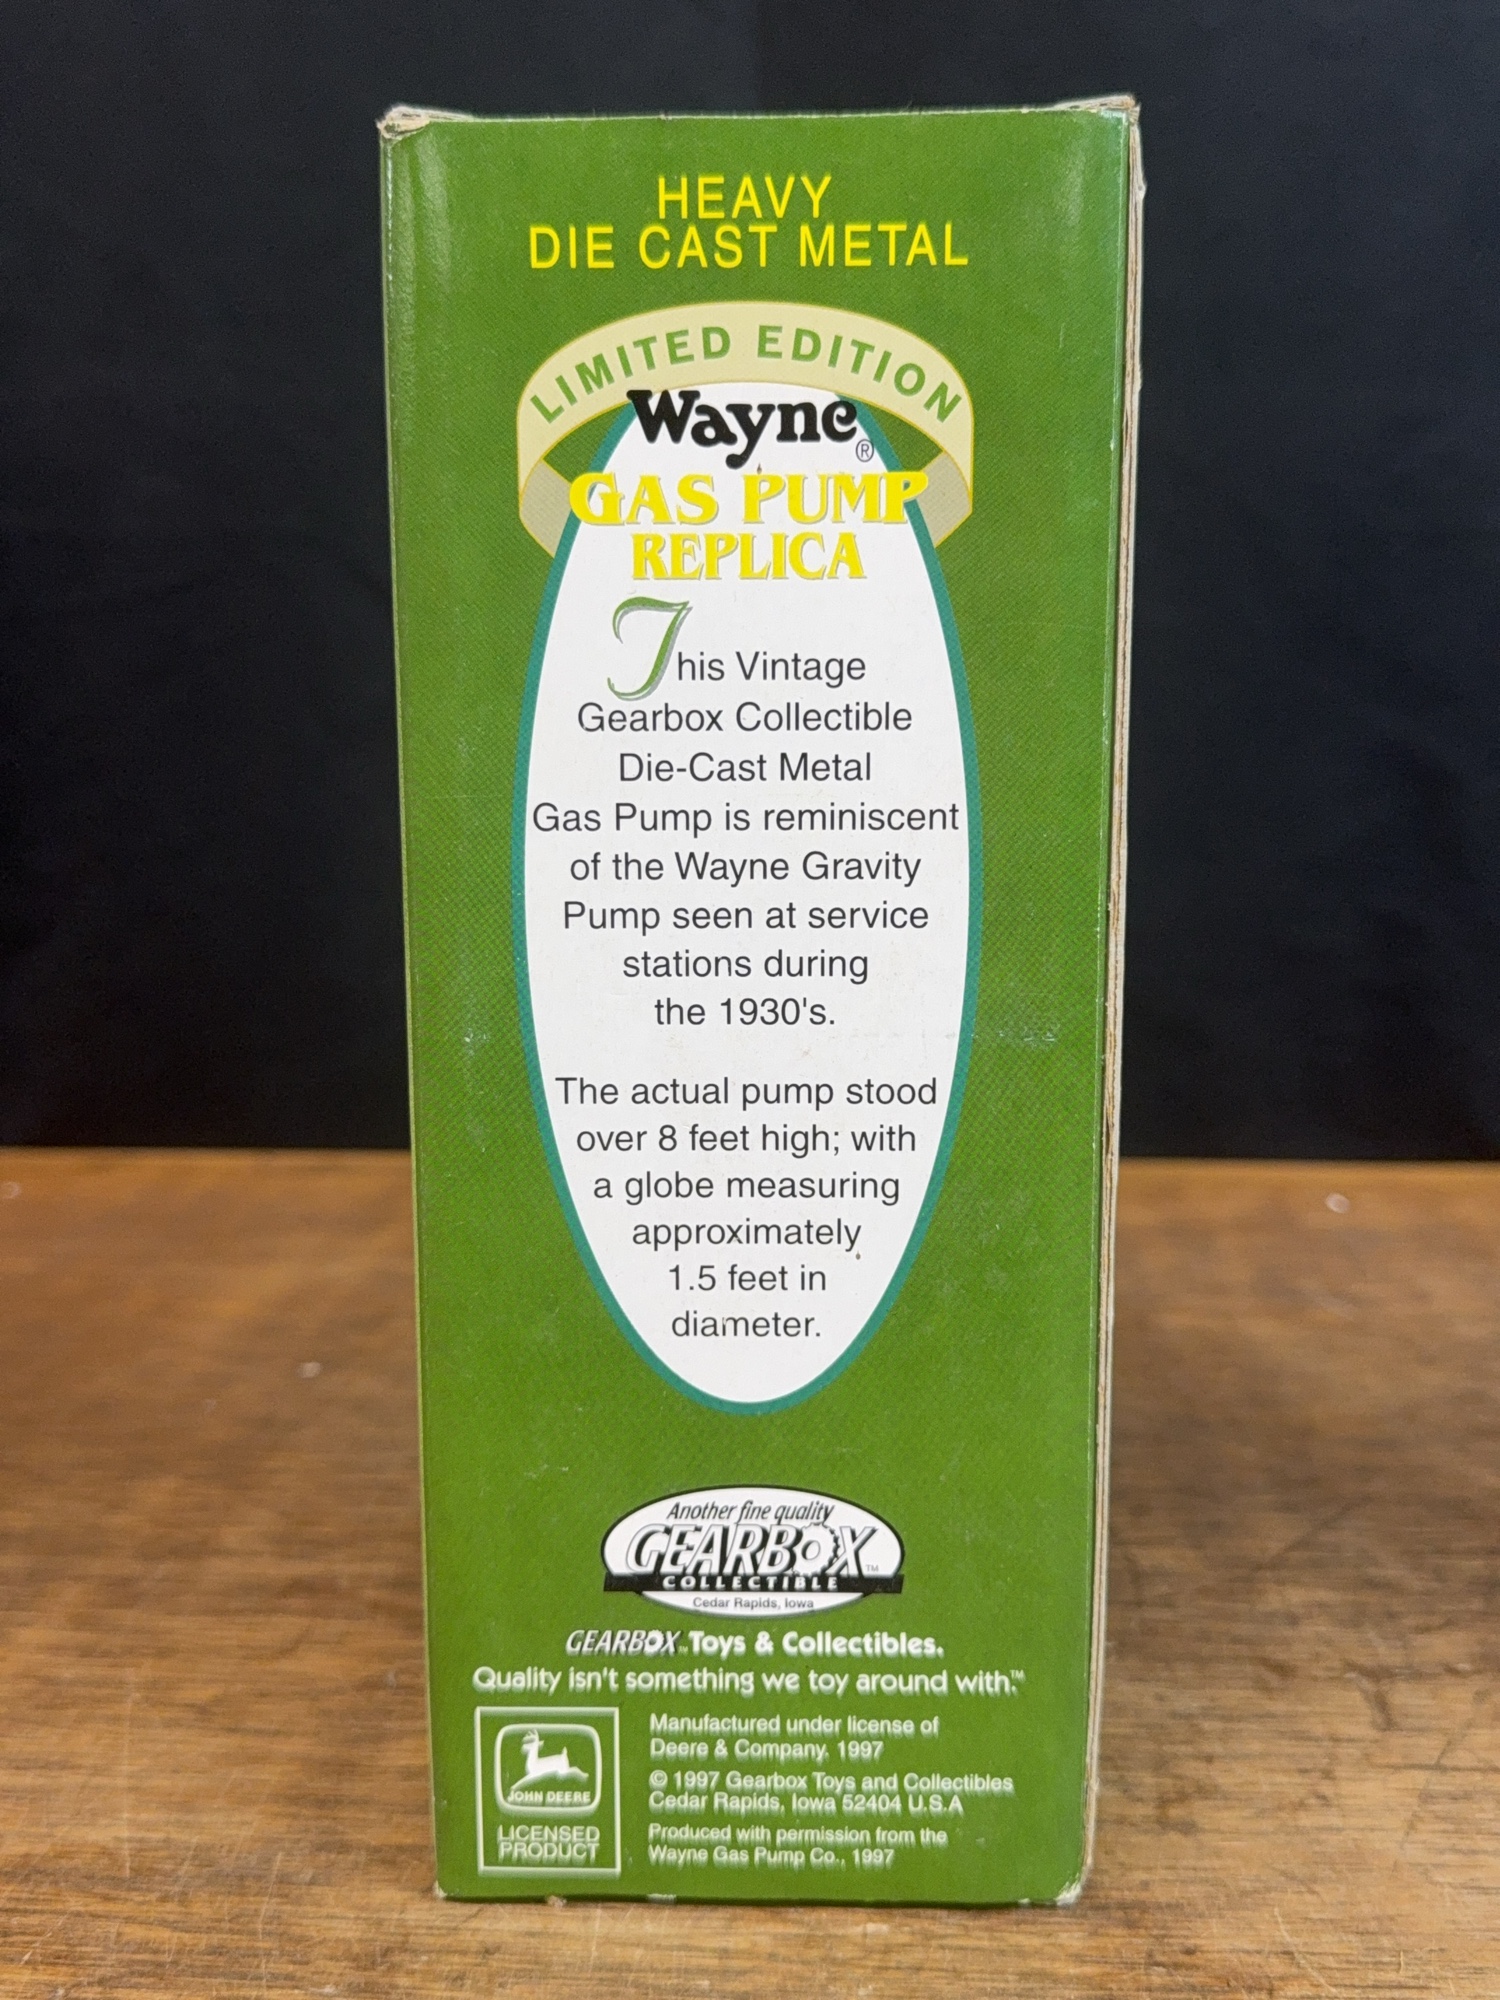 HEAVY
DIE CAST METAL
LIMITED EDITION
Wayne®
GAS PUMP
REPLICA
This Vintage
Gearbox Collectible
Die-Cast Metal
Gas Pump is reminiscent
of the Wayne Gravity
Pump seen at service
stations during
the 1930's.
The actual pump stood
over 8 feet high; with
a globe measuring
approximately
1.5 feet in
diameter.
Another fine quality
GEARBOX™
COLLECTIBLE
Cedar Rapids, Iowa
GEARBOX™ Toys & Collectibles.
Quality isn't something we toy around with.™
JOHN DEERE
LICENSED
PRODUCT
Manufactured under license of
Deere & Company, 1997
© 1997 Gearbox Toys and Collectibles
Cedar Rapids, Iowa 52404 U.S.A
Produced with permission from the
Wayne Gas Pump Co., 1997